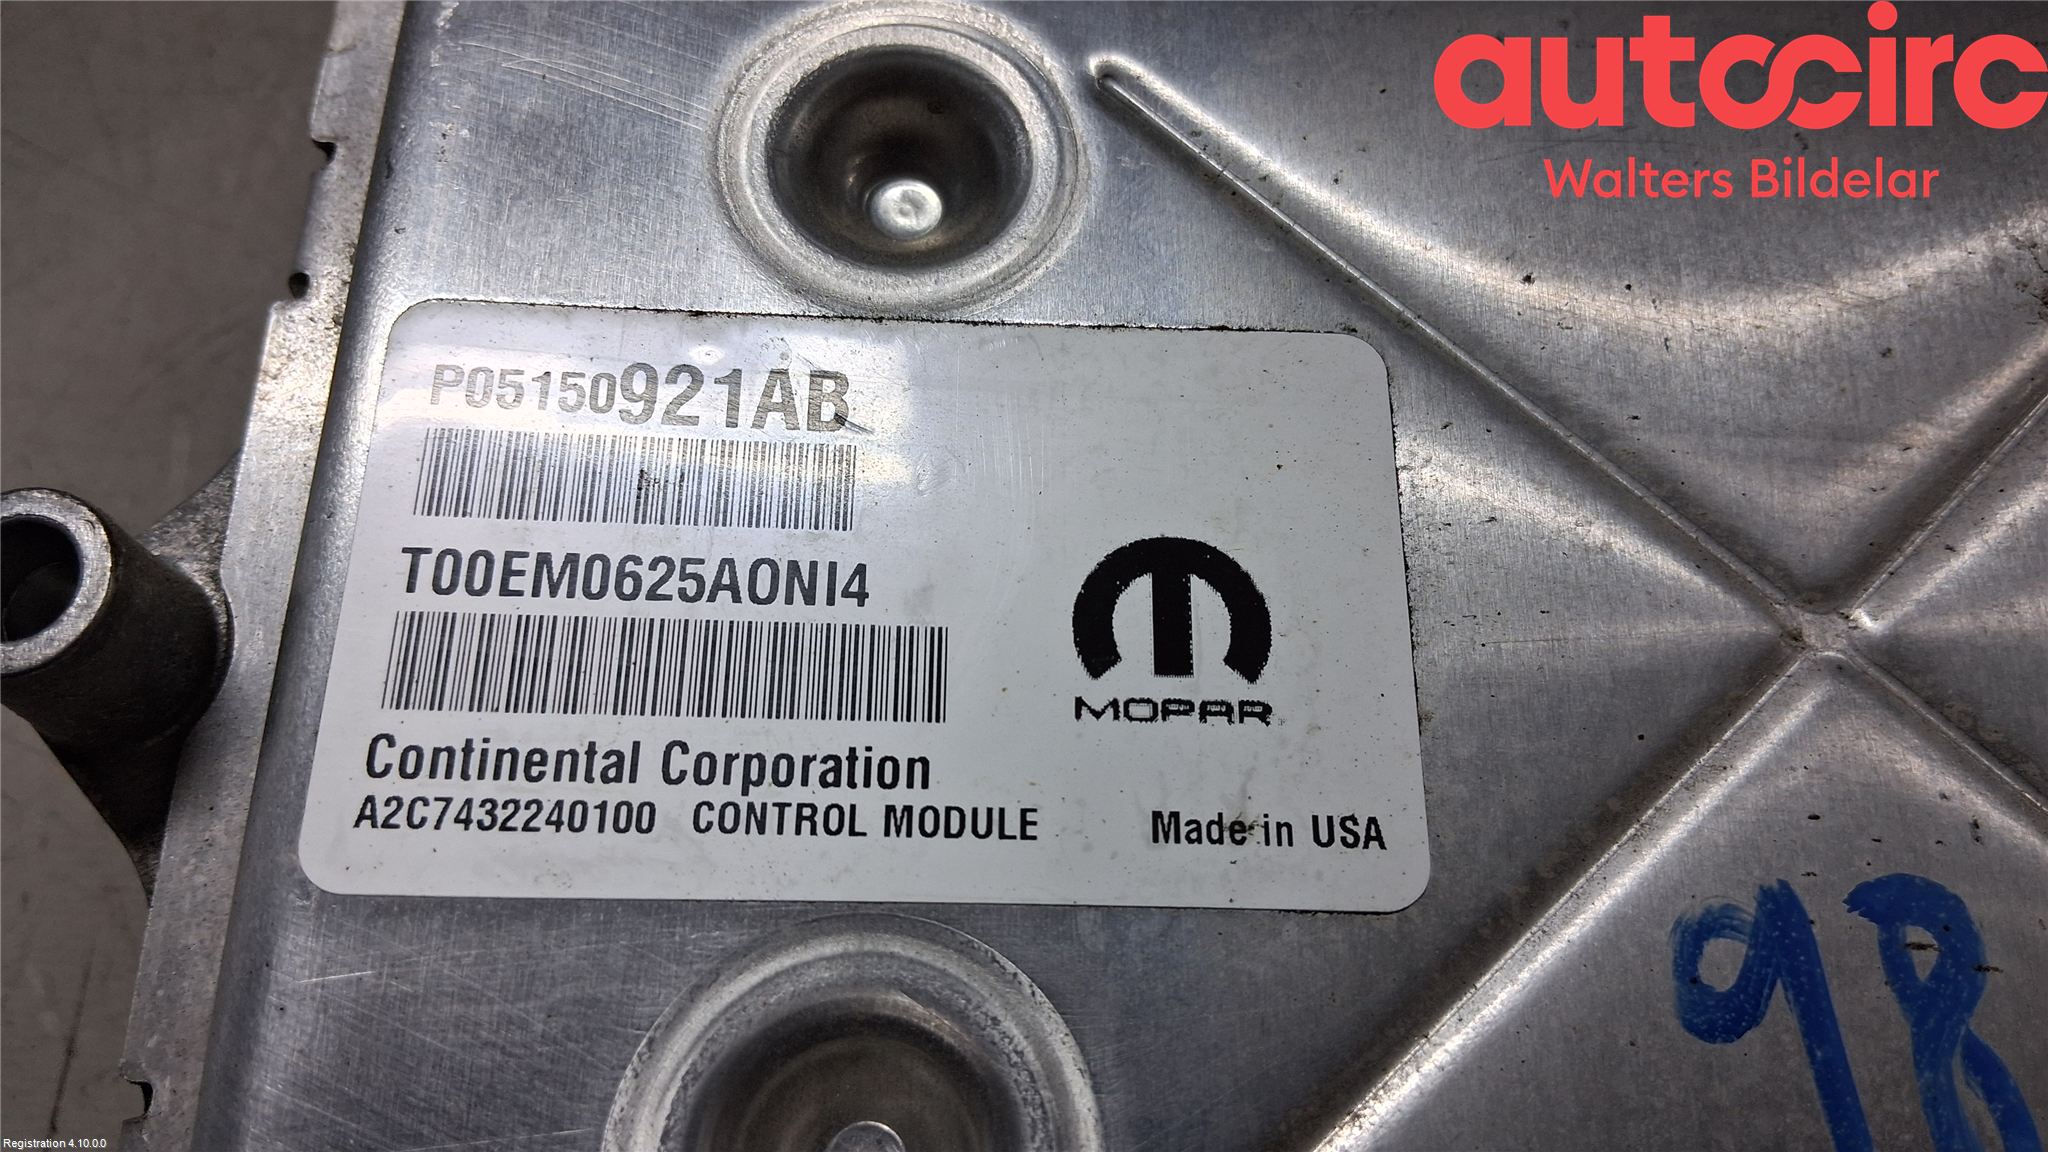 autocirc
Walters Bildelar
P05150921AB
T00EM0625A0NI4
MOPAR
Continental Corporation
A2C7432240100 CONTROL MODULE
Made in USA
98
Registration 4.10.0.0